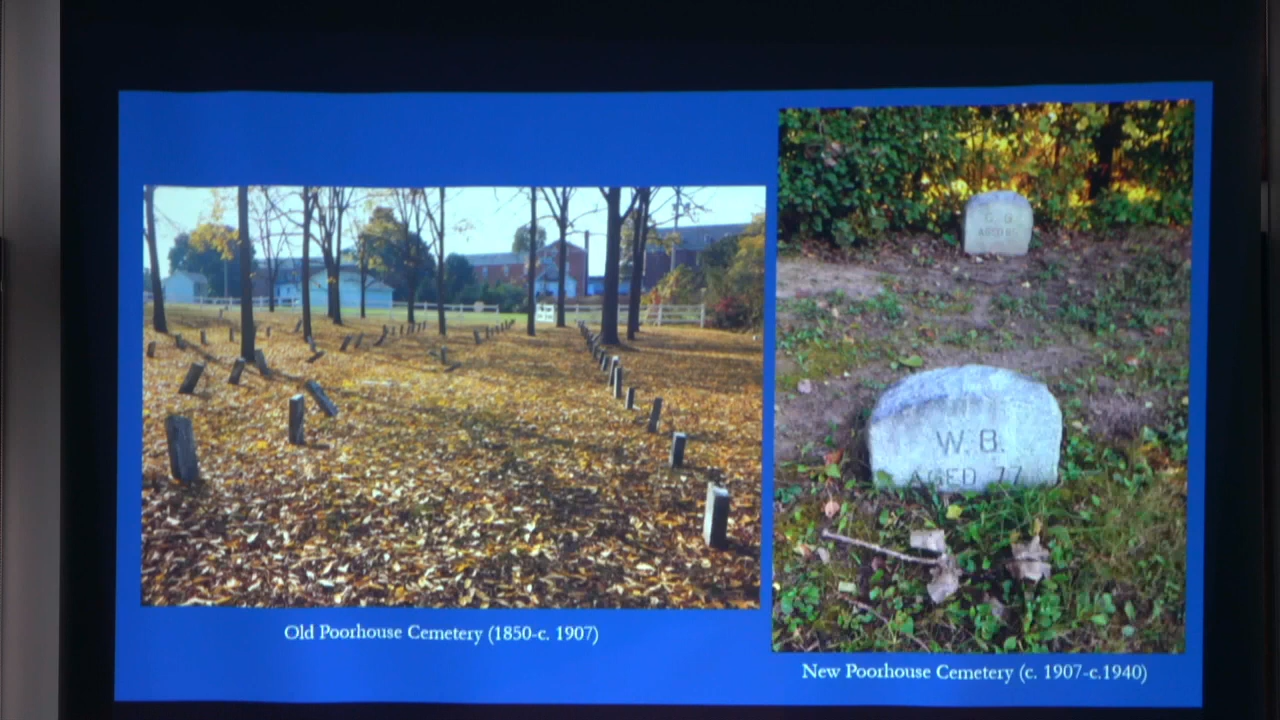 Old Poorhouse Cemetery (1850-c. 1907)
W. B.
AGED 77
New Poorhouse Cemetery (c. 1907-c.1940)